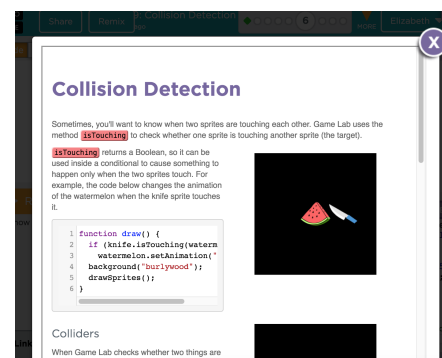 Share
Remix
8: Collision Detection
6
MORE
Elizabeth
X
Collision Detection
Sometimes, you'll want to know when two sprites are touching each other. Game Lab uses the
method isTouching to check whether one sprite is touching another sprite (the target).
isTouching returns a Boolean, so it can be
used inside a conditional to cause something to
happen only when the two sprites touch. For
example, the code below changes the animation
of the watermelon when the knife sprite touches
it.
1 function draw() {
2 if (knife.isTouching(waterm
3 watermelon.setAnimation("
4 background("burlywood");
5 drawSprites();
6 }
Colliders
When Game Lab checks whether two things are